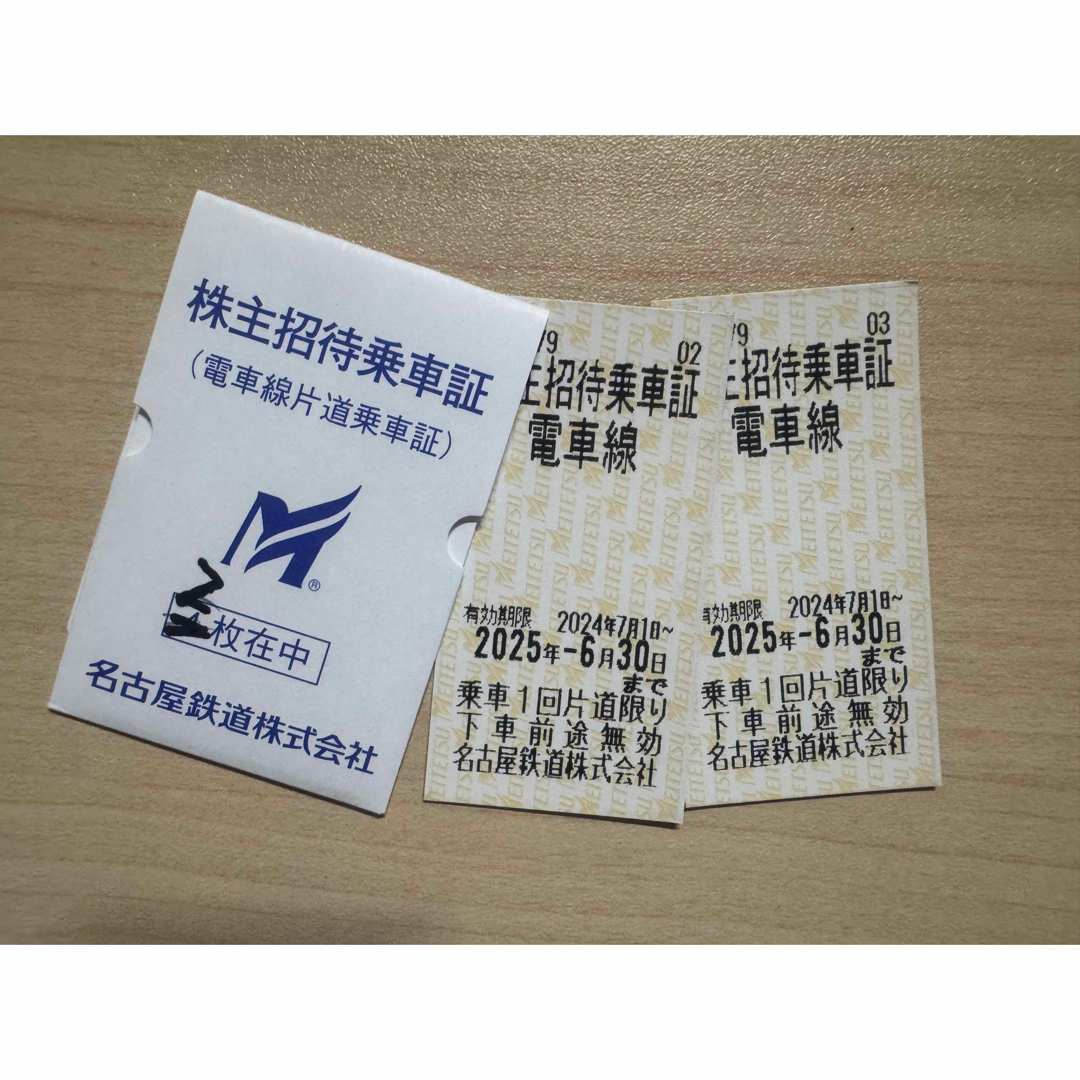 株主招待乗車証
(電車線片道乗車証)
M®
2
枚在中
名古屋鉄道株式会社
/9 02
主招待乗車証
電車線
有効期限 2024年7月1日~
2025年-6月30日
まで
乗車1回片道限り
下車前途無効
名古屋鉄道株式会社
/9 03
招待乗車証
電車線
有効期限 2024年7月1日~
2025年-6月30日
まで
乗車1回片道限り
下車前途無効
名古屋鉄道株式会社
MEITETSU